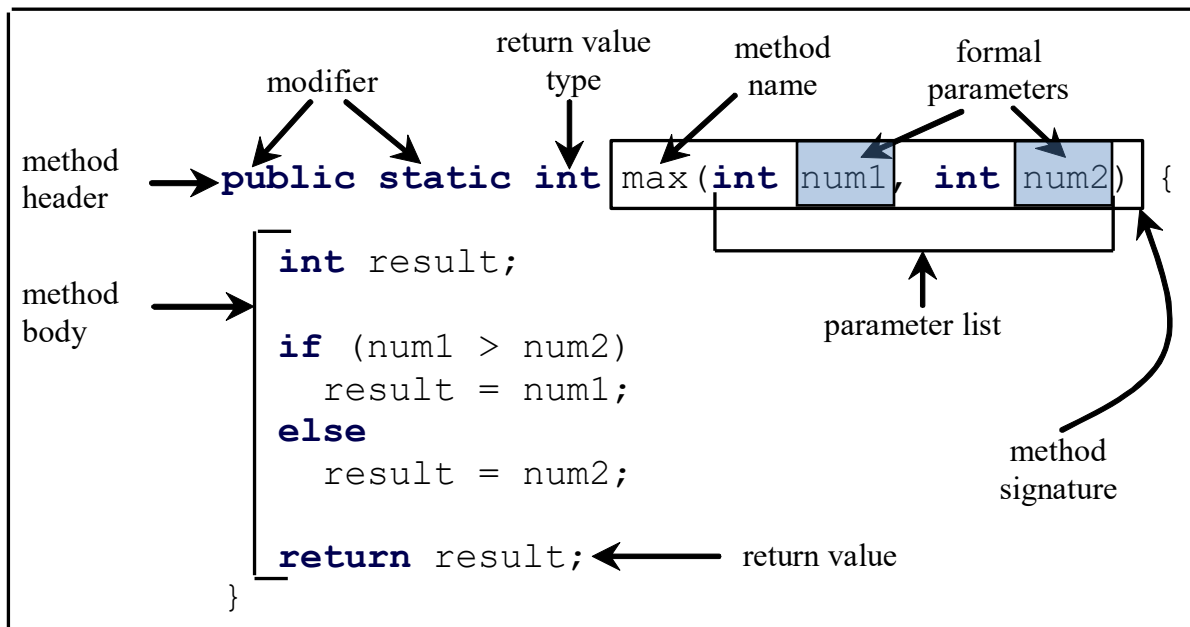 return value
type
method
name
formal
parameters
modifier
method
header
public static int max(int num1, int num2) {
int result;
method
body
parameter list
if (num1 > num2)
result = num1;
else
result = num2;
method
signature
return result;
return value
}